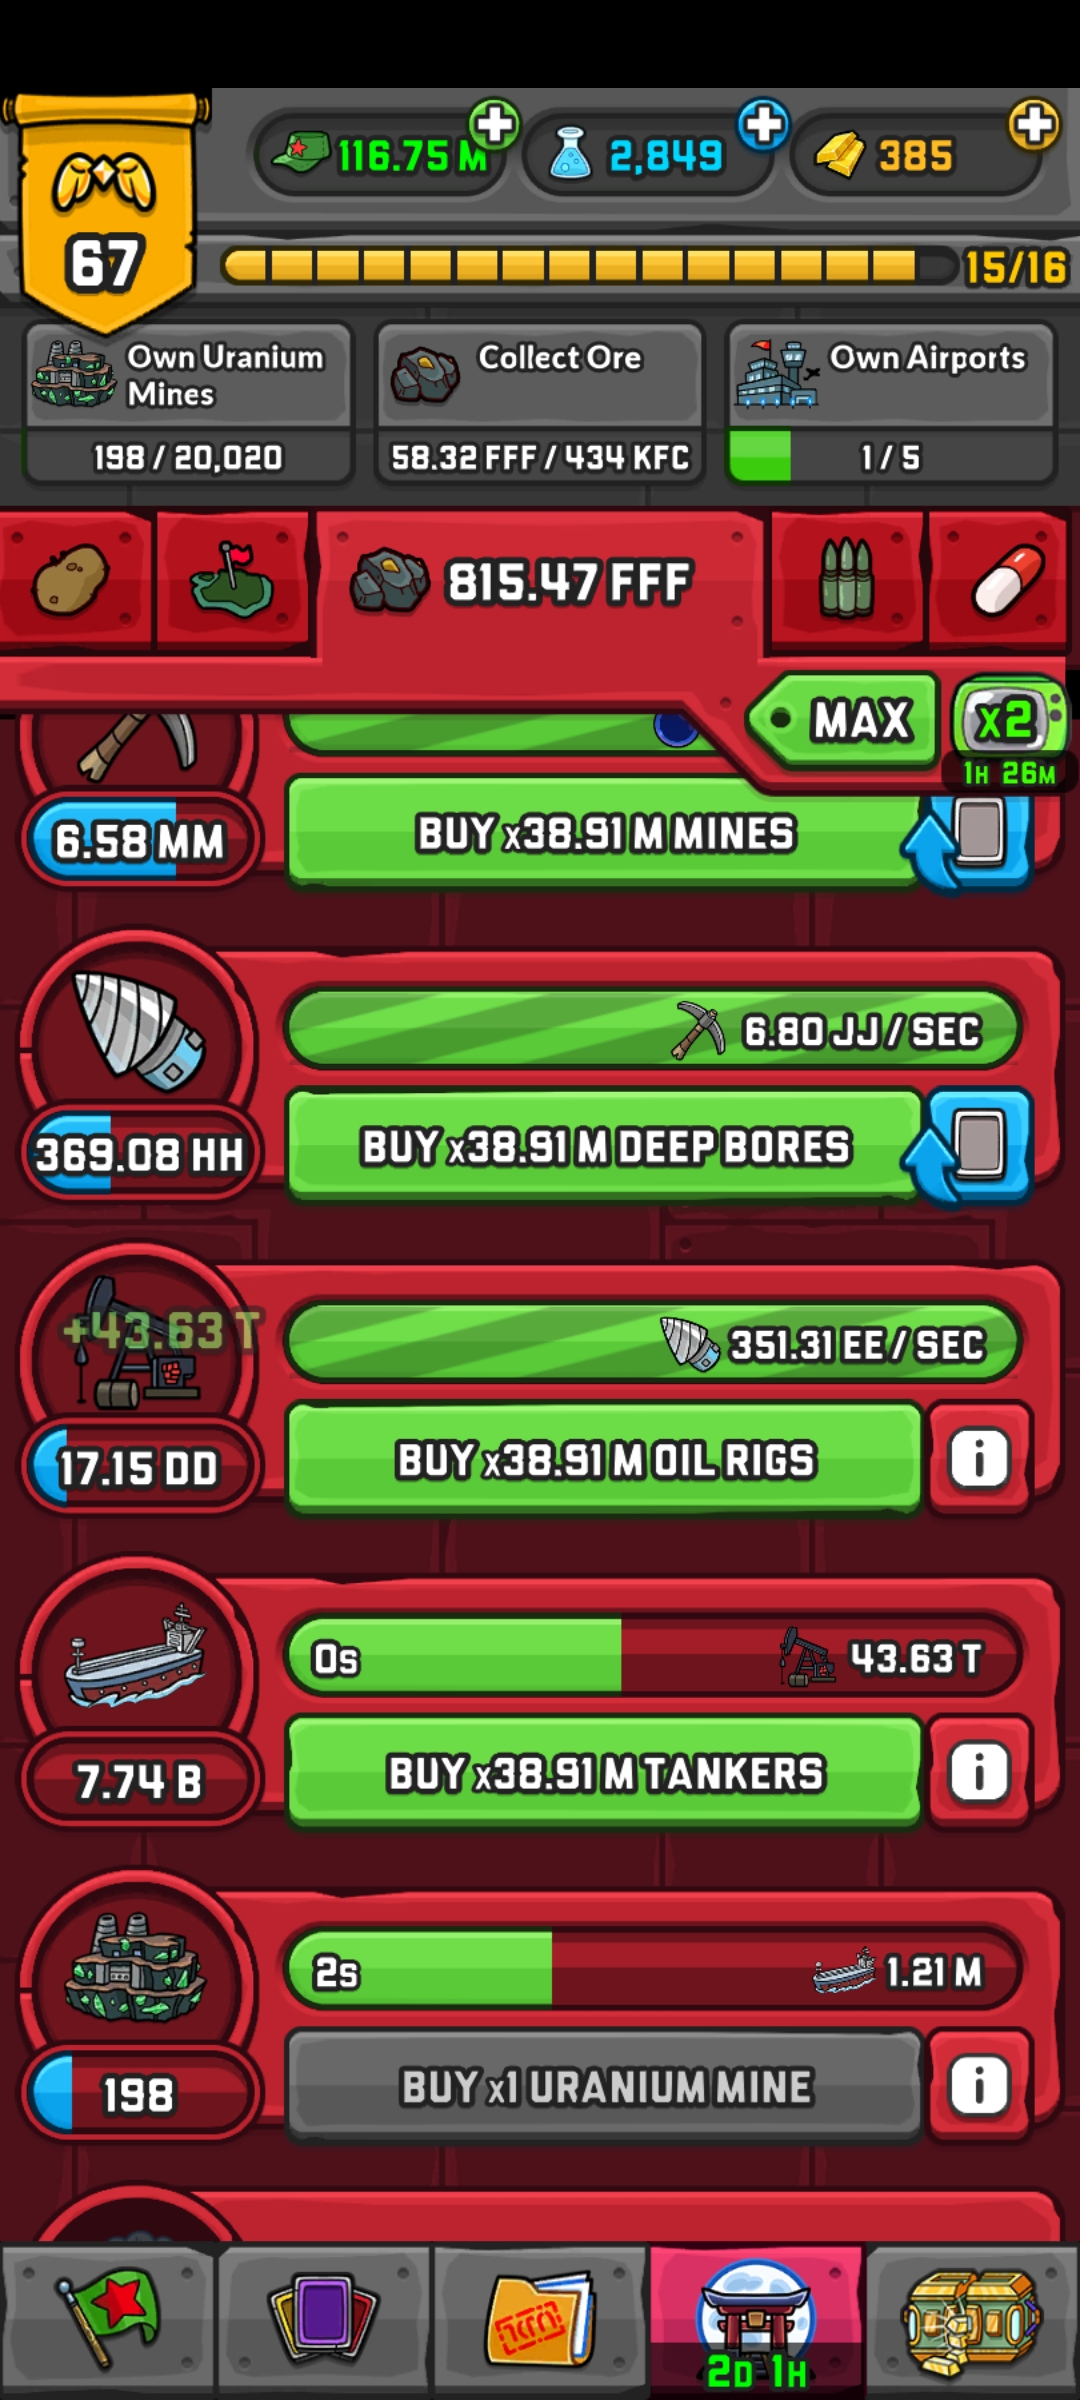 116.75 M
2,849
385
67
15/16
Own Uranium
Mines
198 / 20,020
Collect Ore
58.32 FFF / 434 KFC
Own Airports
1 / 5
815.47 FFF
MAX
x2
1H 26M
6.58 MM
BUY x38.91 M MINES
6.80 JJ / SEC
369.08 HH
BUY x38.91 M DEEP BORES
+43.63 T
351.31 EE / SEC
17.15 DD
BUY x38.91 M OIL RIGS
i
0s
43.63 T
7.74 B
BUY x38.91 M TANKERS
i
2s
1.21 M
198
BUY x1 URANIUM MINE
i
2D 1H